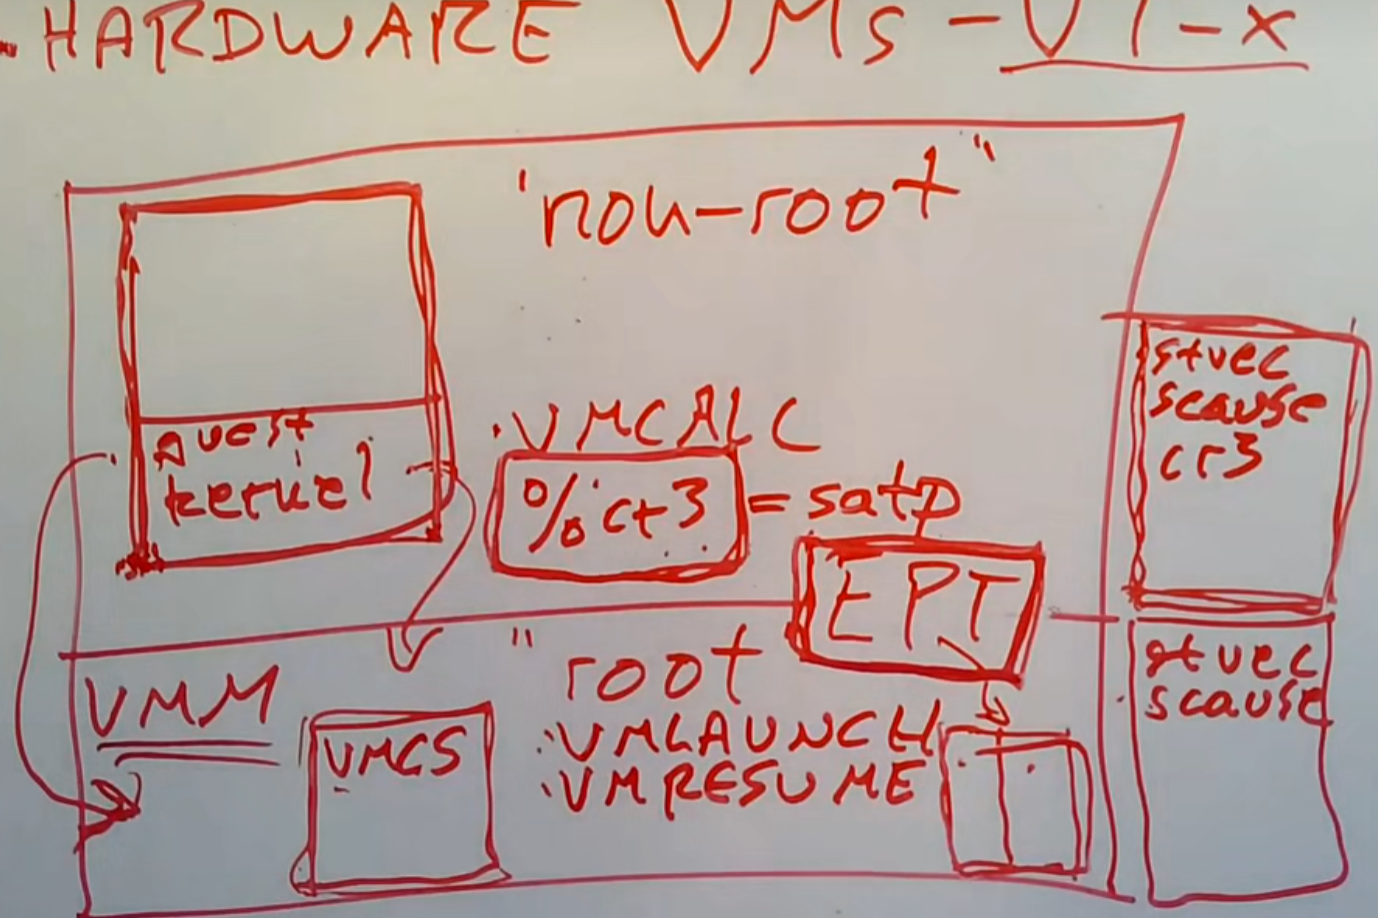 HARDWARE VMs - VT-x
"non-root"
guest
kernel
.VMCALL
%cr3 = satp
EPT
stvec
scause
cr3
"root
VMM
VMCS
.VMLAUNCH
.VMRESUME
stvec
scause